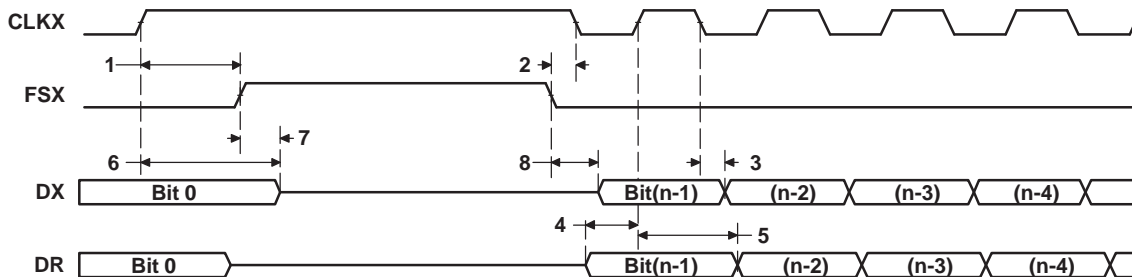 CLKX
1 2
FSX
7
6 8 3
DX Bit 0 Bit(n-1) (n-2) (n-3) (n-4)
4 5
DR Bit 0 Bit(n-1) (n-2) (n-3) (n-4)